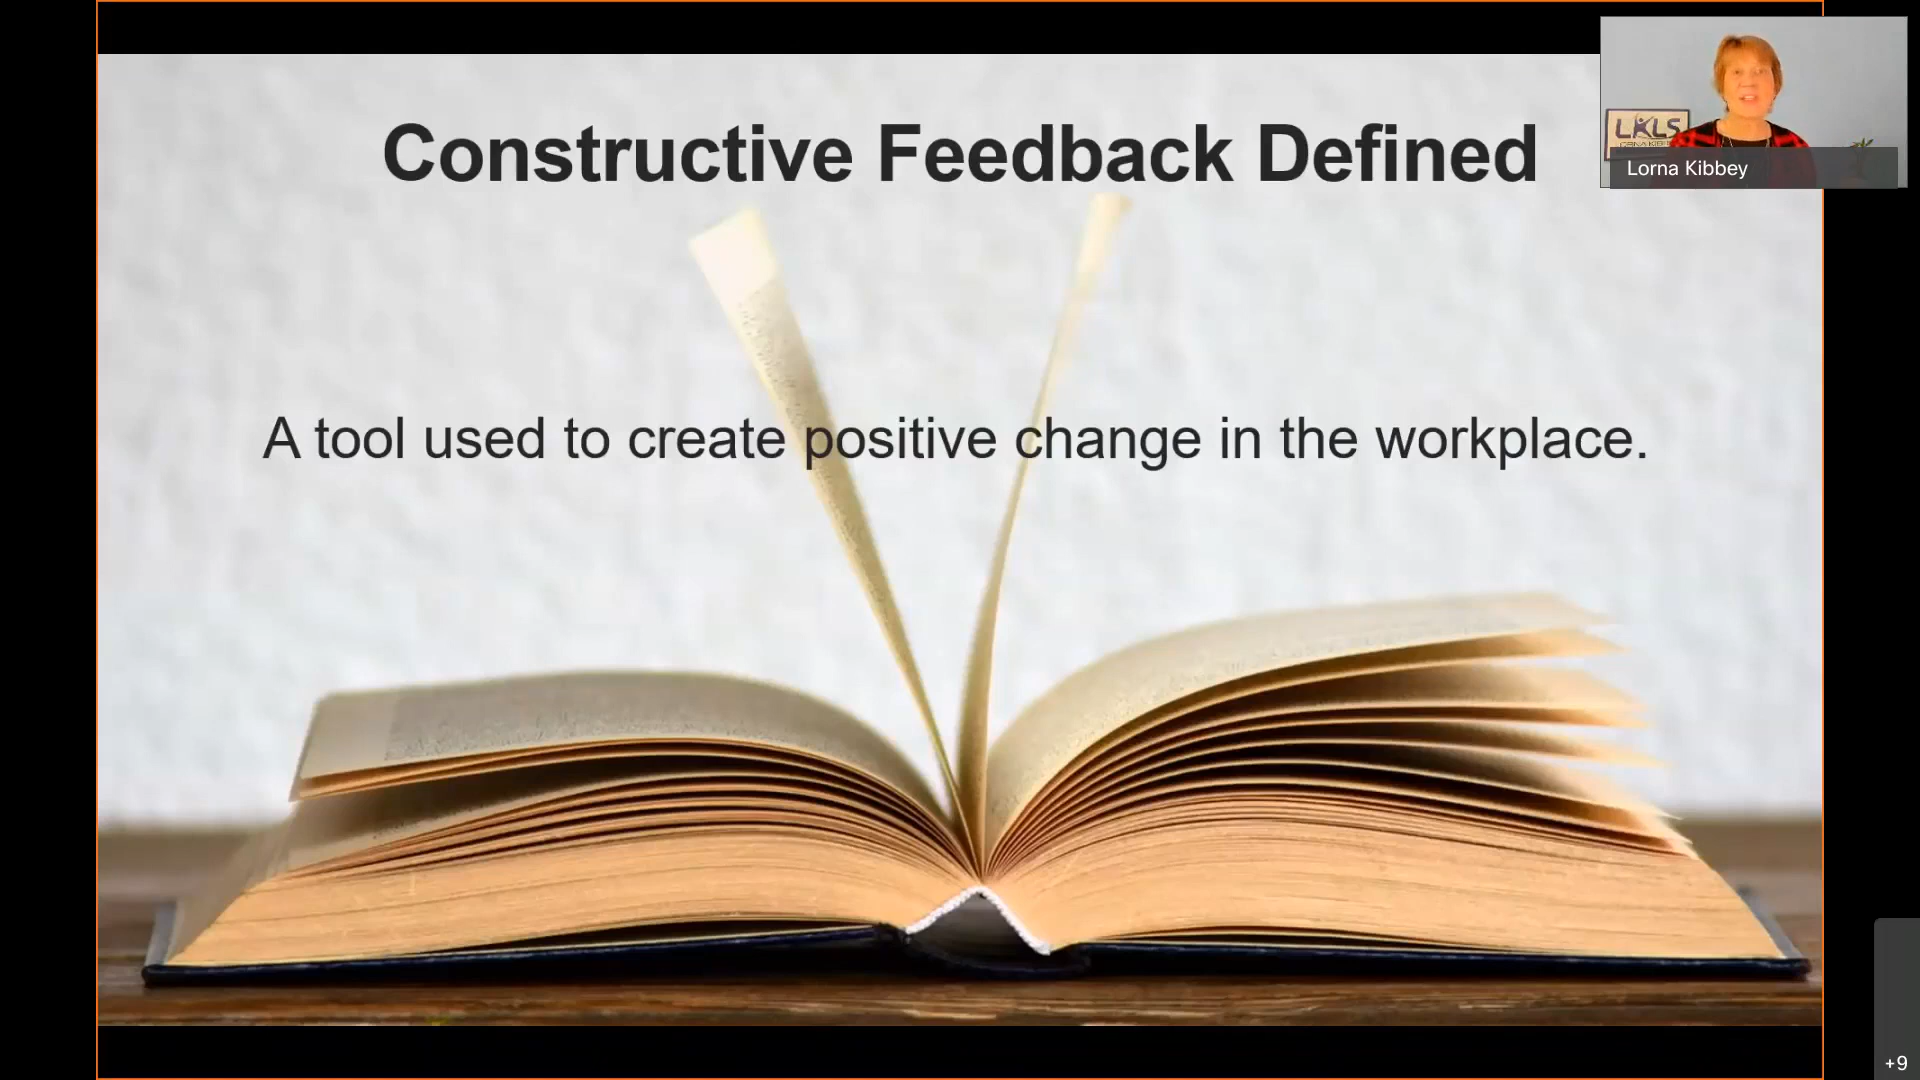 Constructive Feedback Defined
LKLS
Lorna Kibbey
A tool used to create positive change in the workplace.
+9